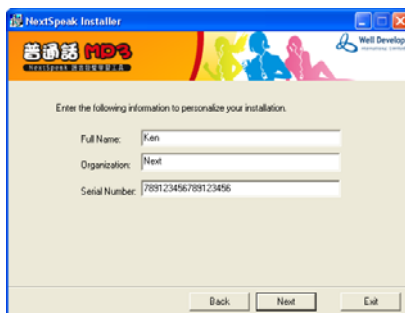 NextSpeak Installer
普通話 MP3
NextSpeak
Well Develop
Enter the following information to personalize your installation.
Full Name: Ken
Organization: Next
Serial Number: 789123456789123456
Back Next Exit